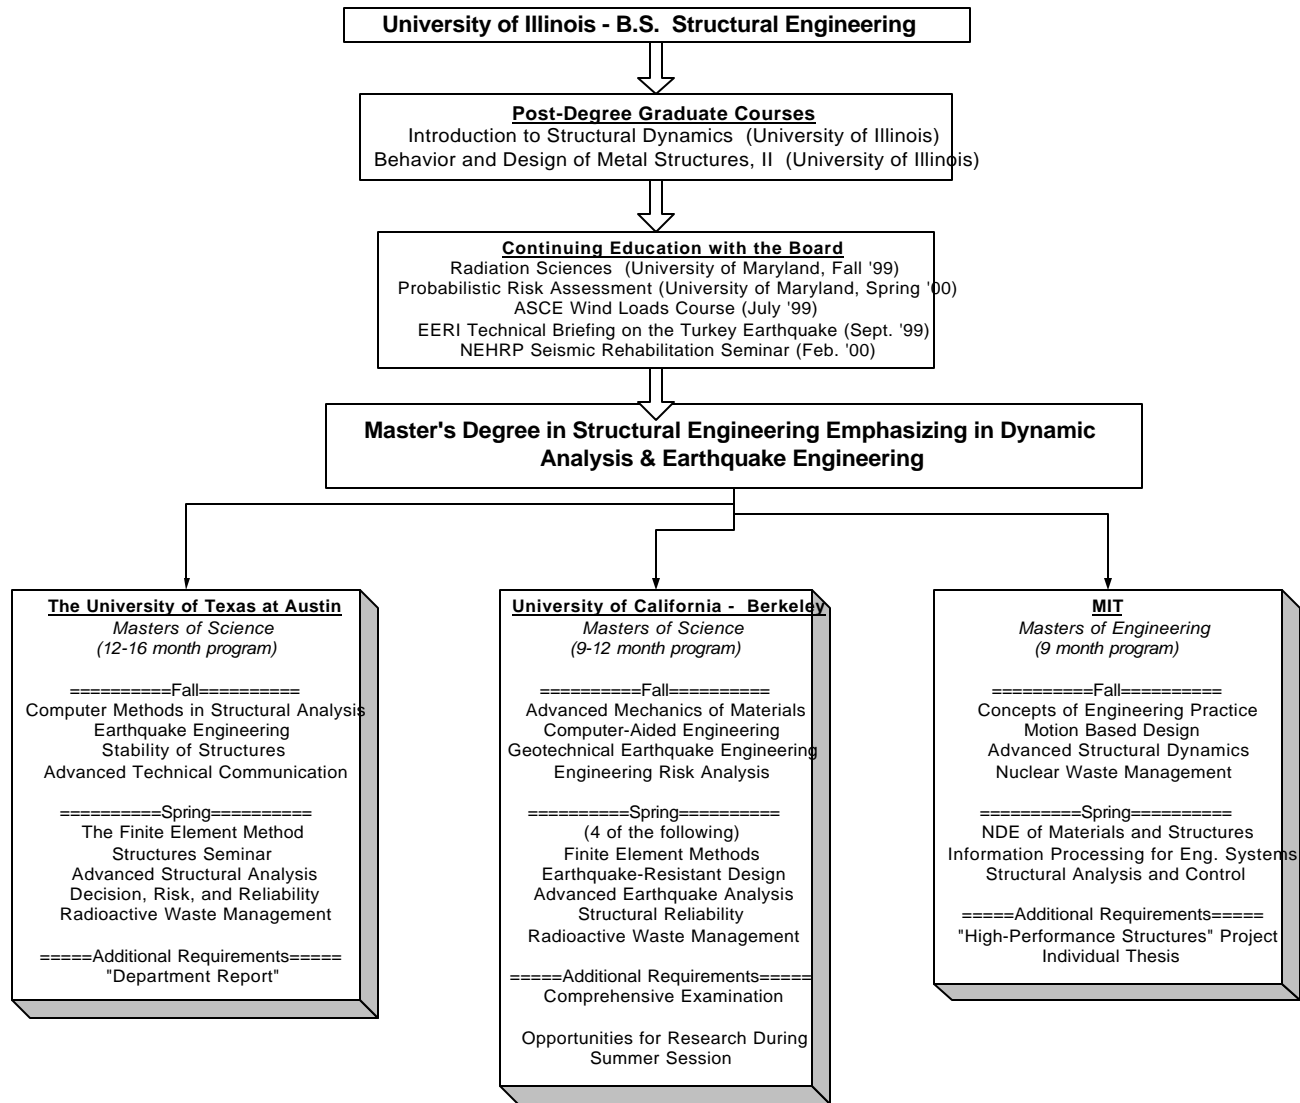 University of Illinois - B.S. Structural Engineering
Post-Degree Graduate Courses
Introduction to Structural Dynamics (University of Illinois)
Behavior and Design of Metal Structures, II (University of Illinois)
Continuing Education with the Board
Radiation Sciences (University of Maryland, Fall '99)
Probabilistic Risk Assessment (University of Maryland, Spring '00)
ASCE Wind Loads Course (July '99)
EERI Technical Briefing on the Turkey Earthquake (Sept. '99)
NEHRP Seismic Rehabilitation Seminar (Feb. '00)
Master's Degree in Structural Engineering Emphasizing in Dynamic
Analysis & Earthquake Engineering
The University of Texas at Austin
Masters of Science
(12-16 month program)
==========Fall==========
Computer Methods in Structural Analysis
Earthquake Engineering
Stability of Structures
Advanced Technical Communication
==========Spring==========
The Finite Element Method
Structures Seminar
Advanced Structural Analysis
Decision, Risk, and Reliability
Radioactive Waste Management
=====Additional Requirements=====
"Department Report"
University of California - Berkeley
Masters of Science
(9-12 month program)
==========Fall==========
Advanced Mechanics of Materials
Computer-Aided Engineering
Geotechnical Earthquake Engineering
Engineering Risk Analysis
==========Spring==========
(4 of the following)
Finite Element Methods
Earthquake-Resistant Design
Advanced Earthquake Analysis
Structural Reliability
Radioactive Waste Management
=====Additional Requirements=====
Comprehensive Examination
Opportunities for Research During
Summer Session
MIT
Masters of Engineering
(9 month program)
==========Fall==========
Concepts of Engineering Practice
Motion Based Design
Advanced Structural Dynamics
Nuclear Waste Management
==========Spring==========
NDE of Materials and Structures
Information Processing for Eng. Systems
Structural Analysis and Control
=====Additional Requirements=====
"High-Performance Structures" Project
Individual Thesis